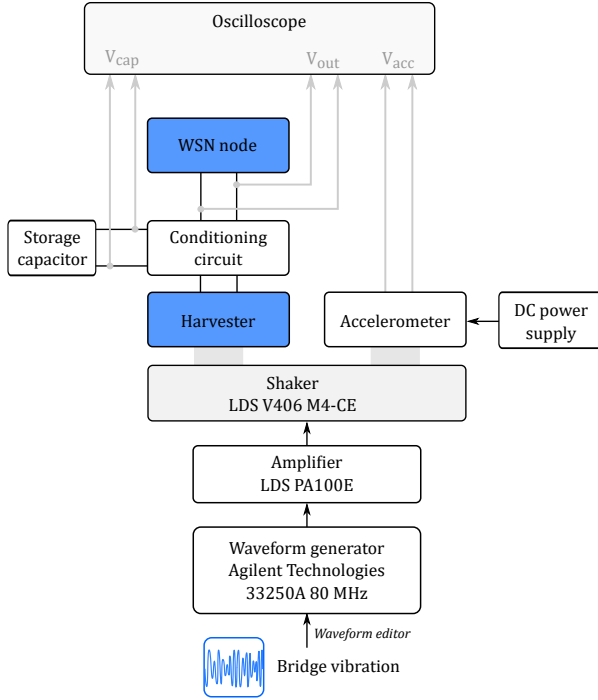 Oscilloscope
Vcap
Vout
Vacc
WSN node
Storage
capacitor
Conditioning
circuit
Harvester
Accelerometer
DC power
supply
Shaker
LDS V406 M4-CE
Amplifier
LDS PA100E
Waveform generator
Agilent Technologies
33250A 80 MHz
Waveform editor
Bridge vibration